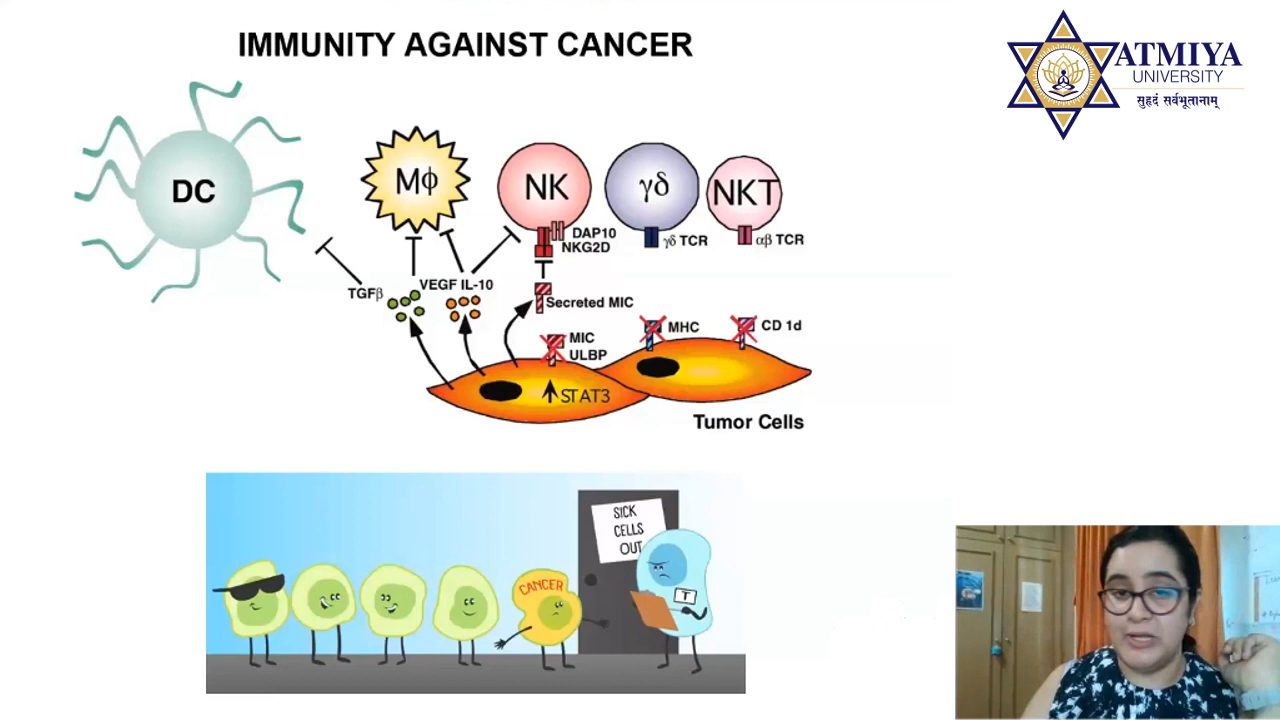 IMMUNITY AGAINST CANCER
ATMIYA
UNIVERSITY
सुहृदं सर्वभूतानाम्
DC
Mϕ
NK
γδ
NKT
DAP10
NKG2D
γδ TCR
αβ TCR
TGFβ
VEGF IL-10
Secreted MIC
MIC
ULBP
MHC
CD 1d
STAT3
Tumor Cells
SICK
CELLS
OUT
CANCER
T